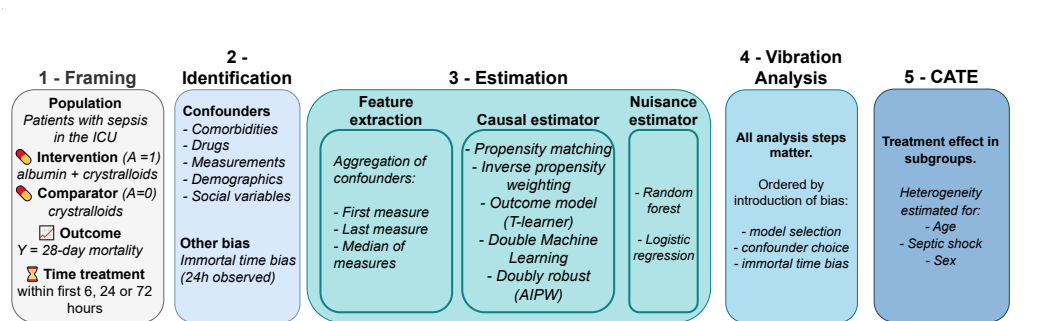 1 - Framing
Population
Patients with sepsis
in the ICU
Intervention (A =1)
albumin + crystalloids
Comparator (A=0)
crystalloids
Outcome
Y = 28-day mortality
Time treatment
within first 6, 24 or 72
hours
2 -
Identification
Confounders
- Comorbidities
- Drugs
- Measurements
- Demographics
- Social variables
Other bias
Immortal time bias
(24h observed)
3 - Estimation
Feature
extraction
Aggregation of
confounders:
- First measure
- Last measure
- Median of
measures
Causal estimator
- Propensity matching
- Inverse propensity
weighting
- Outcome model
(T-learner)
- Double Machine
Learning
- Doubly robust
(AIPW)
Nuisance
estimator
- Random
forest
- Logistic
regression
4 - Vibration
Analysis
All analysis steps
matter.
Ordered by
introduction of bias:
- model selection
- confounder choice
- immortal time bias
5 - CATE
Treatment effect in
subgroups.
Heterogeneity
estimated for:
- Age
- Septic shock
- Sex